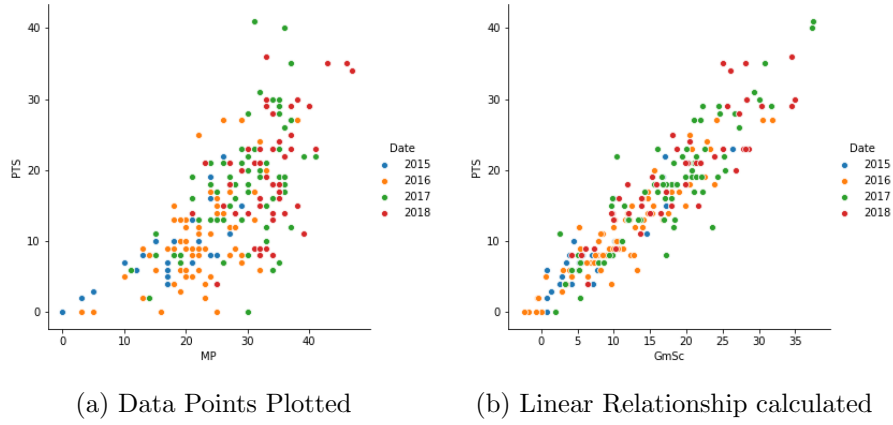 40
30
20
10
0
PTS
0 10 20 30 40
MP
Date
2015
2016
2017
2018
40
30
20
10
0
PTS
0 5 10 15 20 25 30 35
GmSc
Date
2015
2016
2017
2018
(a) Data Points Plotted
(b) Linear Relationship calculated